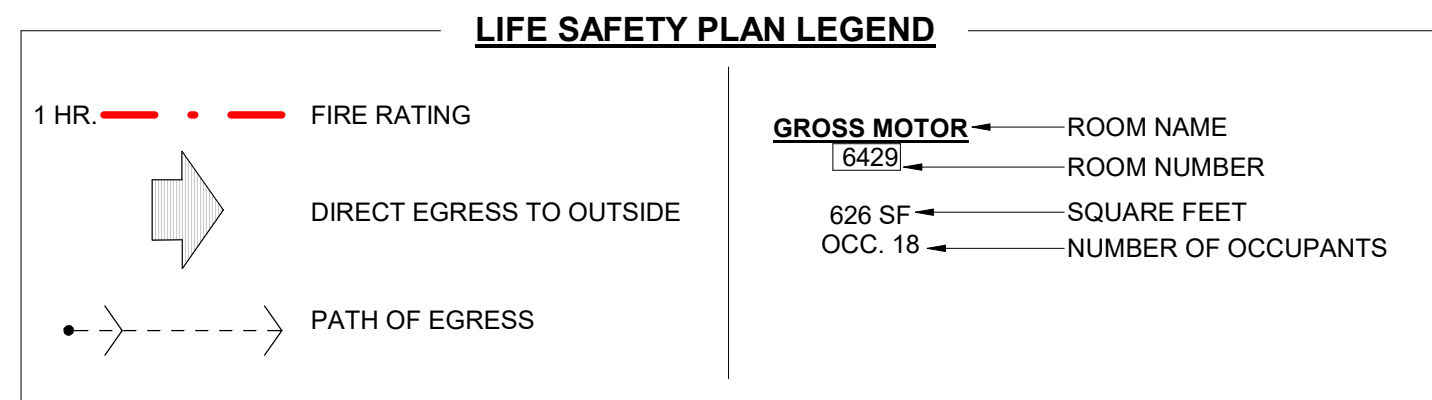 LIFE SAFETY PLAN LEGEND
1 HR. FIRE RATING
DIRECT EGRESS TO OUTSIDE
PATH OF EGRESS
GROSS MOTOR ROOM NAME
6429 ROOM NUMBER
626 SF SQUARE FEET
OCC. 18 NUMBER OF OCCUPANTS